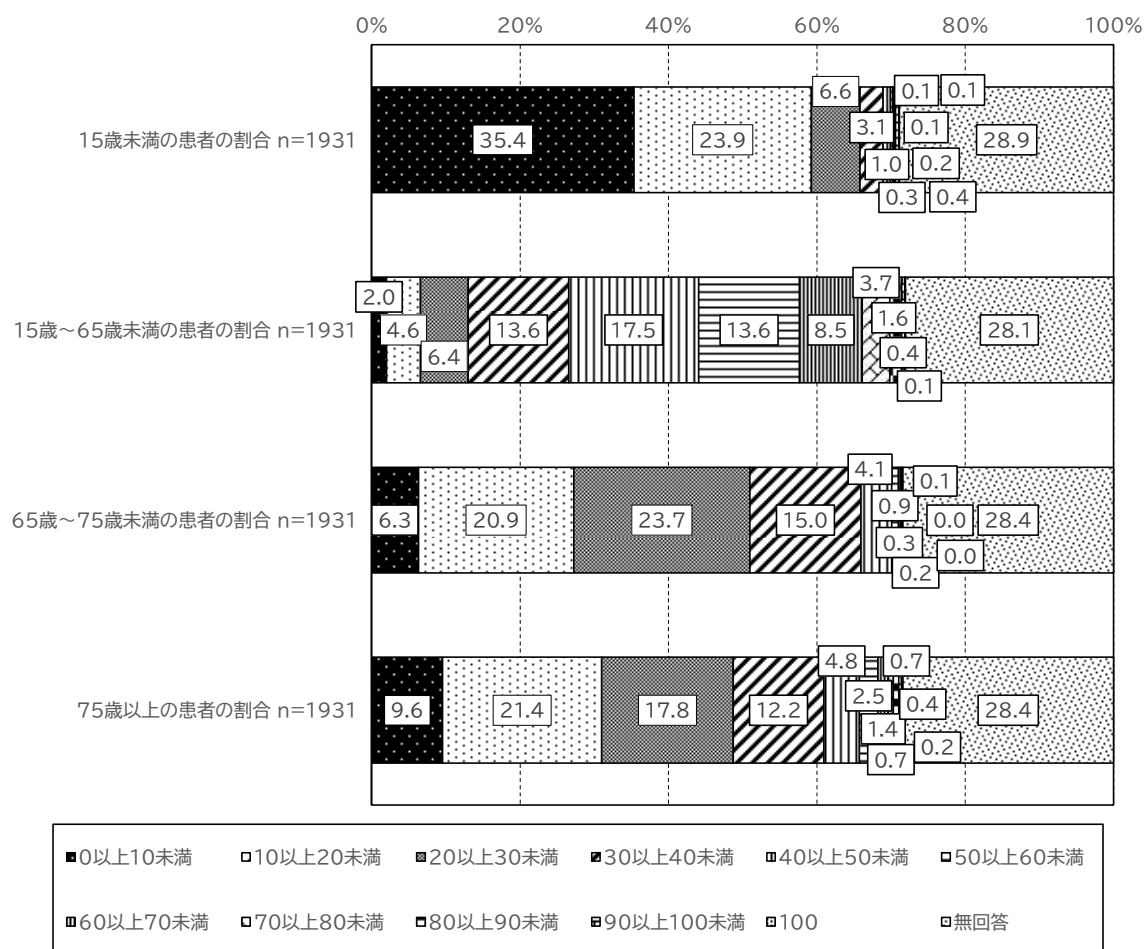 0% 20% 40% 60% 80% 100%
15歳未満の患者の割合 n=1931
35.4 23.9 6.6 3.1 1.0 0.3 0.1 0.1 0.1 0.2 0.4 28.9
15歳～65歳未満の患者の割合 n=1931
2.0 4.6 6.4 13.6 17.5 13.6 8.5 3.7 1.6 0.4 0.1 28.1
65歳～75歳未満の患者の割合 n=1931
6.3 20.9 23.7 15.0 4.1 0.9 0.3 0.2 0.1 0.0 0.0 28.4
75歳以上の患者の割合 n=1931
9.6 21.4 17.8 12.2 4.8 2.5 1.4 0.7 0.7 0.4 0.2 28.4
0以上10未満 10以上20未満 20以上30未満 30以上40未満 40以上50未満 50以上60未満
60以上70未満 70以上80未満 80以上90未満 90以上100未満 100 無回答